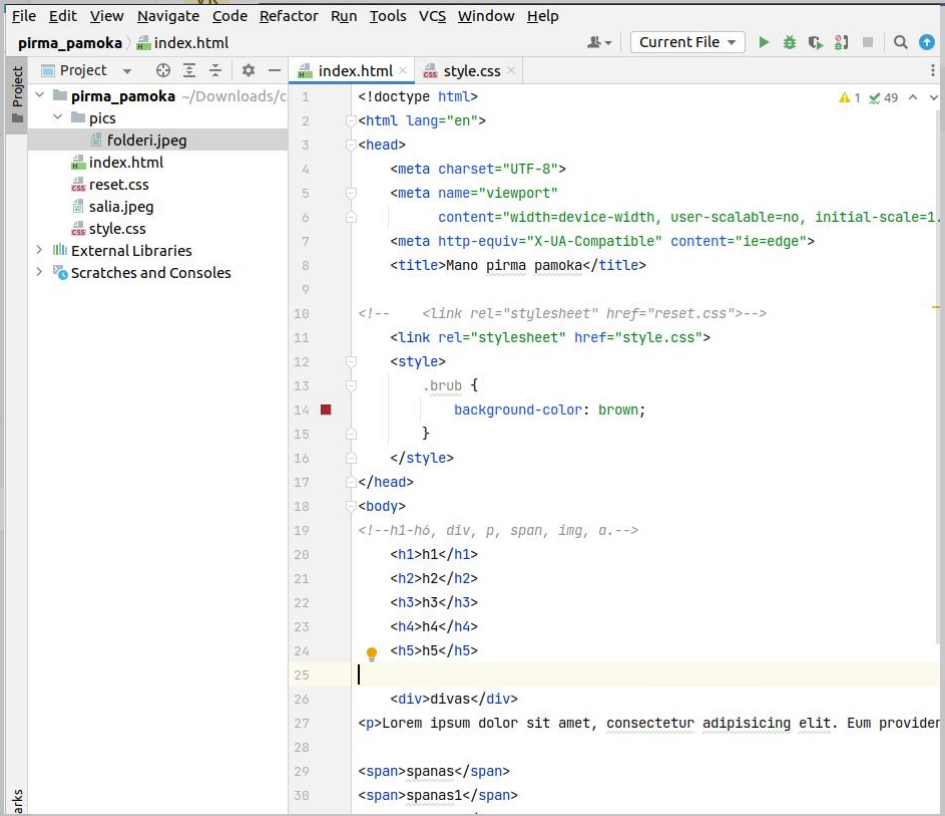 File Edit View Navigate Code Refactor Run Tools VCS Window Help
pirma_pamoka index.html Current File
Project
Project
index.html
style.css
pirma_pamoka ~/Downloads/c
pics
folderi.jpeg
index.html
reset.css
salia.jpeg
style.css
External Libraries
Scratches and Consoles
1 49
1 <!doctype html>
2 <html lang="en">
3 <head>
4 <meta charset="UTF-8">
5 <meta name="viewport"
6 content="width=device-width, user-scalable=no, initial-scale=1.
7 <meta http-equiv="X-UA-Compatible" content="ie=edge">
8 <title>Mano pirma pamoka</title>
9
10 <!-- <link rel="stylesheet" href="reset.css">-->
11 <link rel="stylesheet" href="style.css">
12 <style>
13 .brub {
14 background-color: brown;
15 }
16 </style>
17 </head>
18 <body>
19 <!--h1-h6, div, p, span, img, a.-->
20 <h1>h1</h1>
21 <h2>h2</h2>
22 <h3>h3</h3>
23 <h4>h4</h4>
24 <h5>h5</h5>
25
26 <div>divas</div>
27 <p>Lorem ipsum dolor sit amet, consectetur adipisicing elit. Eum providen
28
29 <span>spanas</span>
30 <span>spanas1</span>
arks